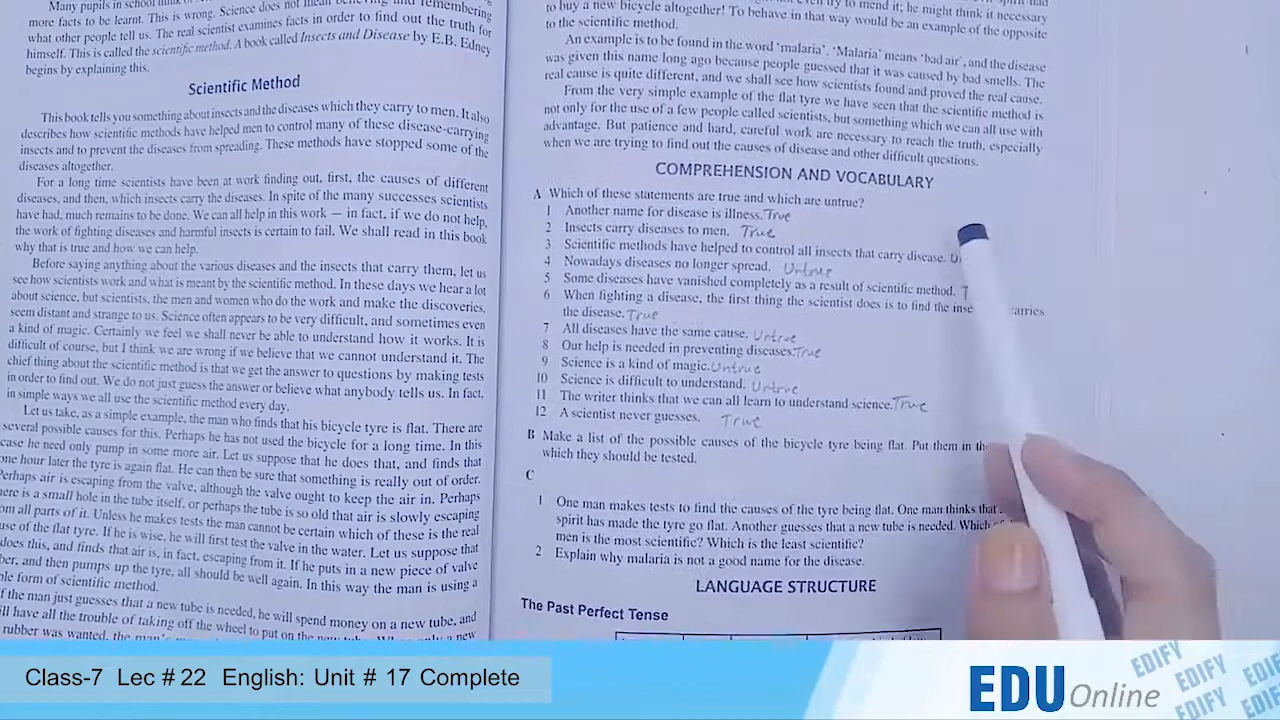 Many pupils in school think of
more facts to be learnt. This is wrong. Science does not mean believing and remembering
what other people tell us. The real scientist examines facts in order to find out the truth for
himself. This is called the scientific method. A book called Insects and Disease by E.B. Edney
begins by explaining this.
Scientific Method
This book tells you something about insects and the diseases which they carry to men. It also
describes how scientific methods have helped men to control many of these disease-carrying
insects and to prevent the diseases from spreading. These methods have stopped some of the
diseases altogether.
For a long time scientists have been at work finding out, first, the causes of different
diseases, and then, which insects carry the diseases. In spite of the many successes scientists
have had, much remains to be done. We can all help in this work — in fact, if we do not help,
the work of fighting diseases and harmful insects is certain to fail. We shall read in this book
why that is true and how we can help.
Before saying anything about the various diseases and the insects that carry them, let us
see how scientists work and what is meant by the scientific method. In these days we hear a lot
about science, but scientists, the men and women who do the work and make the discoveries,
seem distant and strange to us. Science often appears to be very difficult, and sometimes even
a kind of magic. Certainly we feel we shall never be able to understand how it works. It is
difficult of course, but I think we are wrong if we believe that we cannot understand it. The
chief thing about the scientific method is that we get the answer to questions by making tests
in order to find out. We do not just guess the answer or believe what anybody tells us. In fact,
in simple ways we all use the scientific method every day.
Let us take, as a simple example, the man who finds that his bicycle tyre is flat. There are
several possible causes for this. Perhaps he has not used the bicycle for a long time. In this
case he need only pump in some more air. Let us suppose that he does that, and finds that
one hour later the tyre is again flat. He can then be sure that something is really out of order.
Perhaps air is escaping from the valve, although the valve ought to keep the air in. Perhaps
here is a small hole in the tube itself, or perhaps the tube is so old that air is slowly escaping
om all parts of it. Unless he makes tests the man cannot be certain which of these is the real
use of the flat tyre. If he is wise, he will first test the valve in the water. Let us suppose that
does this, and finds that air is, in fact, escaping from it. If he puts in a new piece of valve
ber, and then pumps up the tyre, all should be well again. In this way the man is using a
ple form of scientific method.
f the man just guesses that a new tube is needed, he will spend money on a new tube, and
ill have all the trouble of taking off the wheel to put on the new tube.
rubber was wanted, the man's
to mend it; he might think it necessary
to buy a new bicycle altogether! To behave in that way would be an example of the opposite
to the scientific method.
An example is to be found in the word 'malaria'. 'Malaria' means 'bad air', and the disease
was given this name long ago because people guessed that it was caused by bad smells. The
real cause is quite different, and we shall see how scientists found and proved the real cause.
From the very simple example of the flat tyre we have seen that the scientific method is
not only for the use of a few people called scientists, but something which we can all use with
advantage. But patience and hard, careful work are necessary to reach the truth, especially
when we are trying to find out the causes of disease and other difficult questions.
COMPREHENSION AND VOCABULARY
A Which of these statements are true and which are untrue?
1 Another name for disease is illness. True
2 Insects carry diseases to men. True
3 Scientific methods have helped to control all insects that carry disease. U
4 Nowadays diseases no longer spread. Untrue
5 Some diseases have vanished completely as a result of scientific method. T
6 When fighting a disease, the first thing the scientist does is to find the inse carries
the disease. True
7 All diseases have the same cause. Untrue
8 Our help is needed in preventing diseases. True
9 Science is a kind of magic. Untrue
10 Science is difficult to understand. Untrue
11 The writer thinks that we can all learn to understand science. True
12 A scientist never guesses. True
B Make a list of the possible causes of the bicycle tyre being flat. Put them in the
which they should be tested.
C
1 One man makes tests to find the causes of the tyre being flat. One man thinks that
spirit has made the tyre go flat. Another guesses that a new tube is needed. Which
men is the most scientific? Which is the least scientific?
2 Explain why malaria is not a good name for the disease.
LANGUAGE STRUCTURE
The Past Perfect Tense
Class-7 Lec # 22 English: Unit # 17 Complete
EDU Online
EDIFY EDIFY EDIFY
EDIFY EDIFY EDIFY